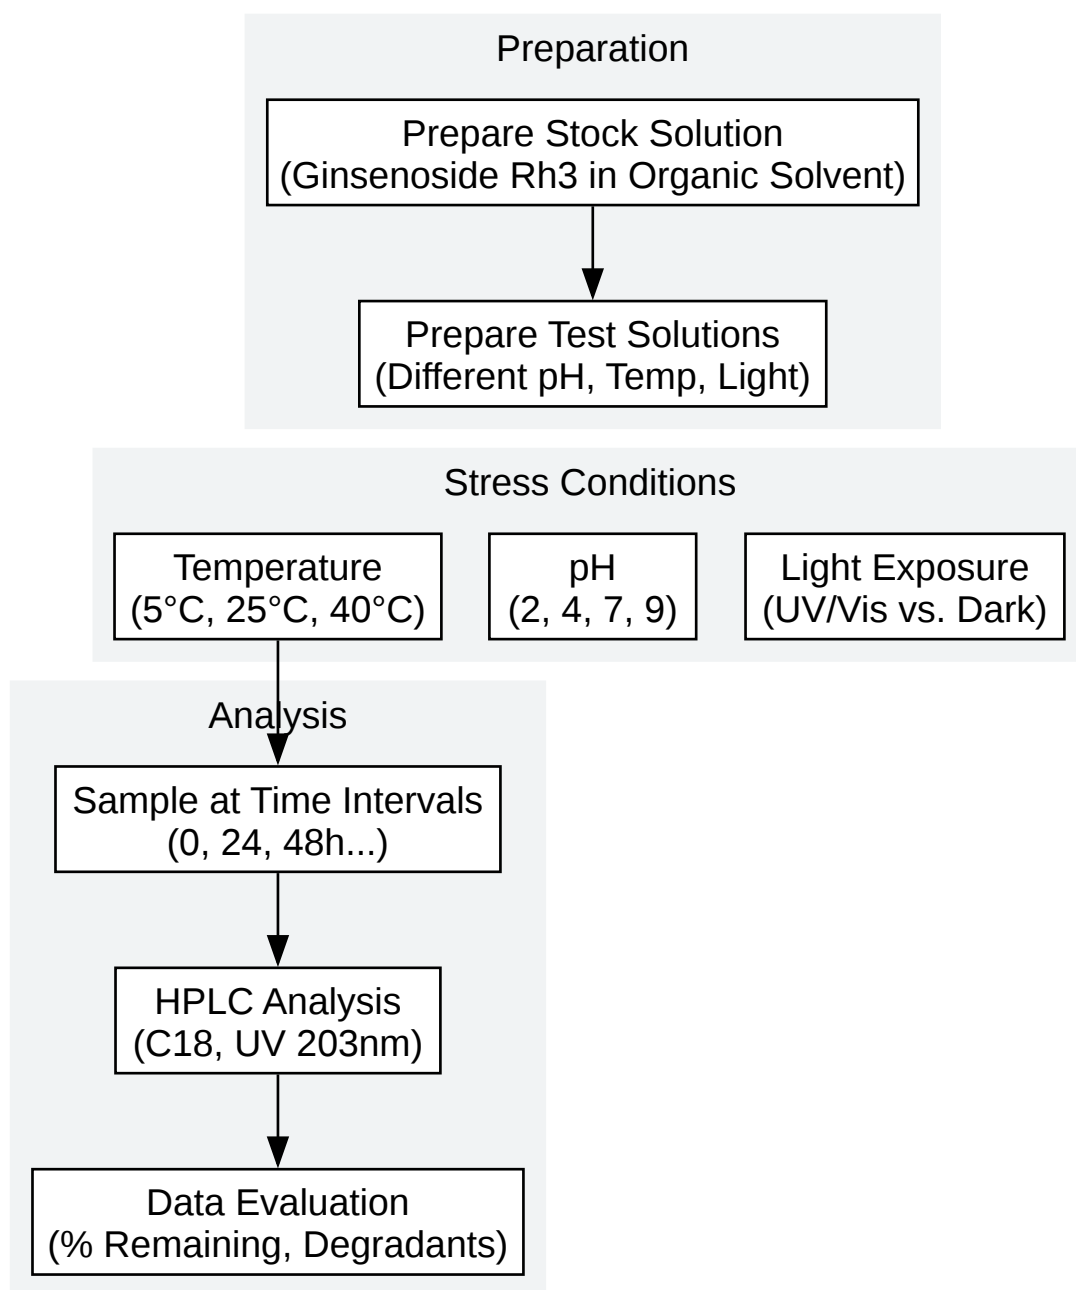 Preparation
Prepare Stock Solution
(Ginsenoside Rh3 in Organic Solvent)
Prepare Test Solutions
(Different pH, Temp, Light)
Stress Conditions
Temperature
(5°C, 25°C, 40°C)
pH
(2, 4, 7, 9)
Light Exposure
(UV/Vis vs. Dark)
Analysis
Sample at Time Intervals
(0, 24, 48h...)
HPLC Analysis
(C18, UV 203nm)
Data Evaluation
(% Remaining, Degradants)